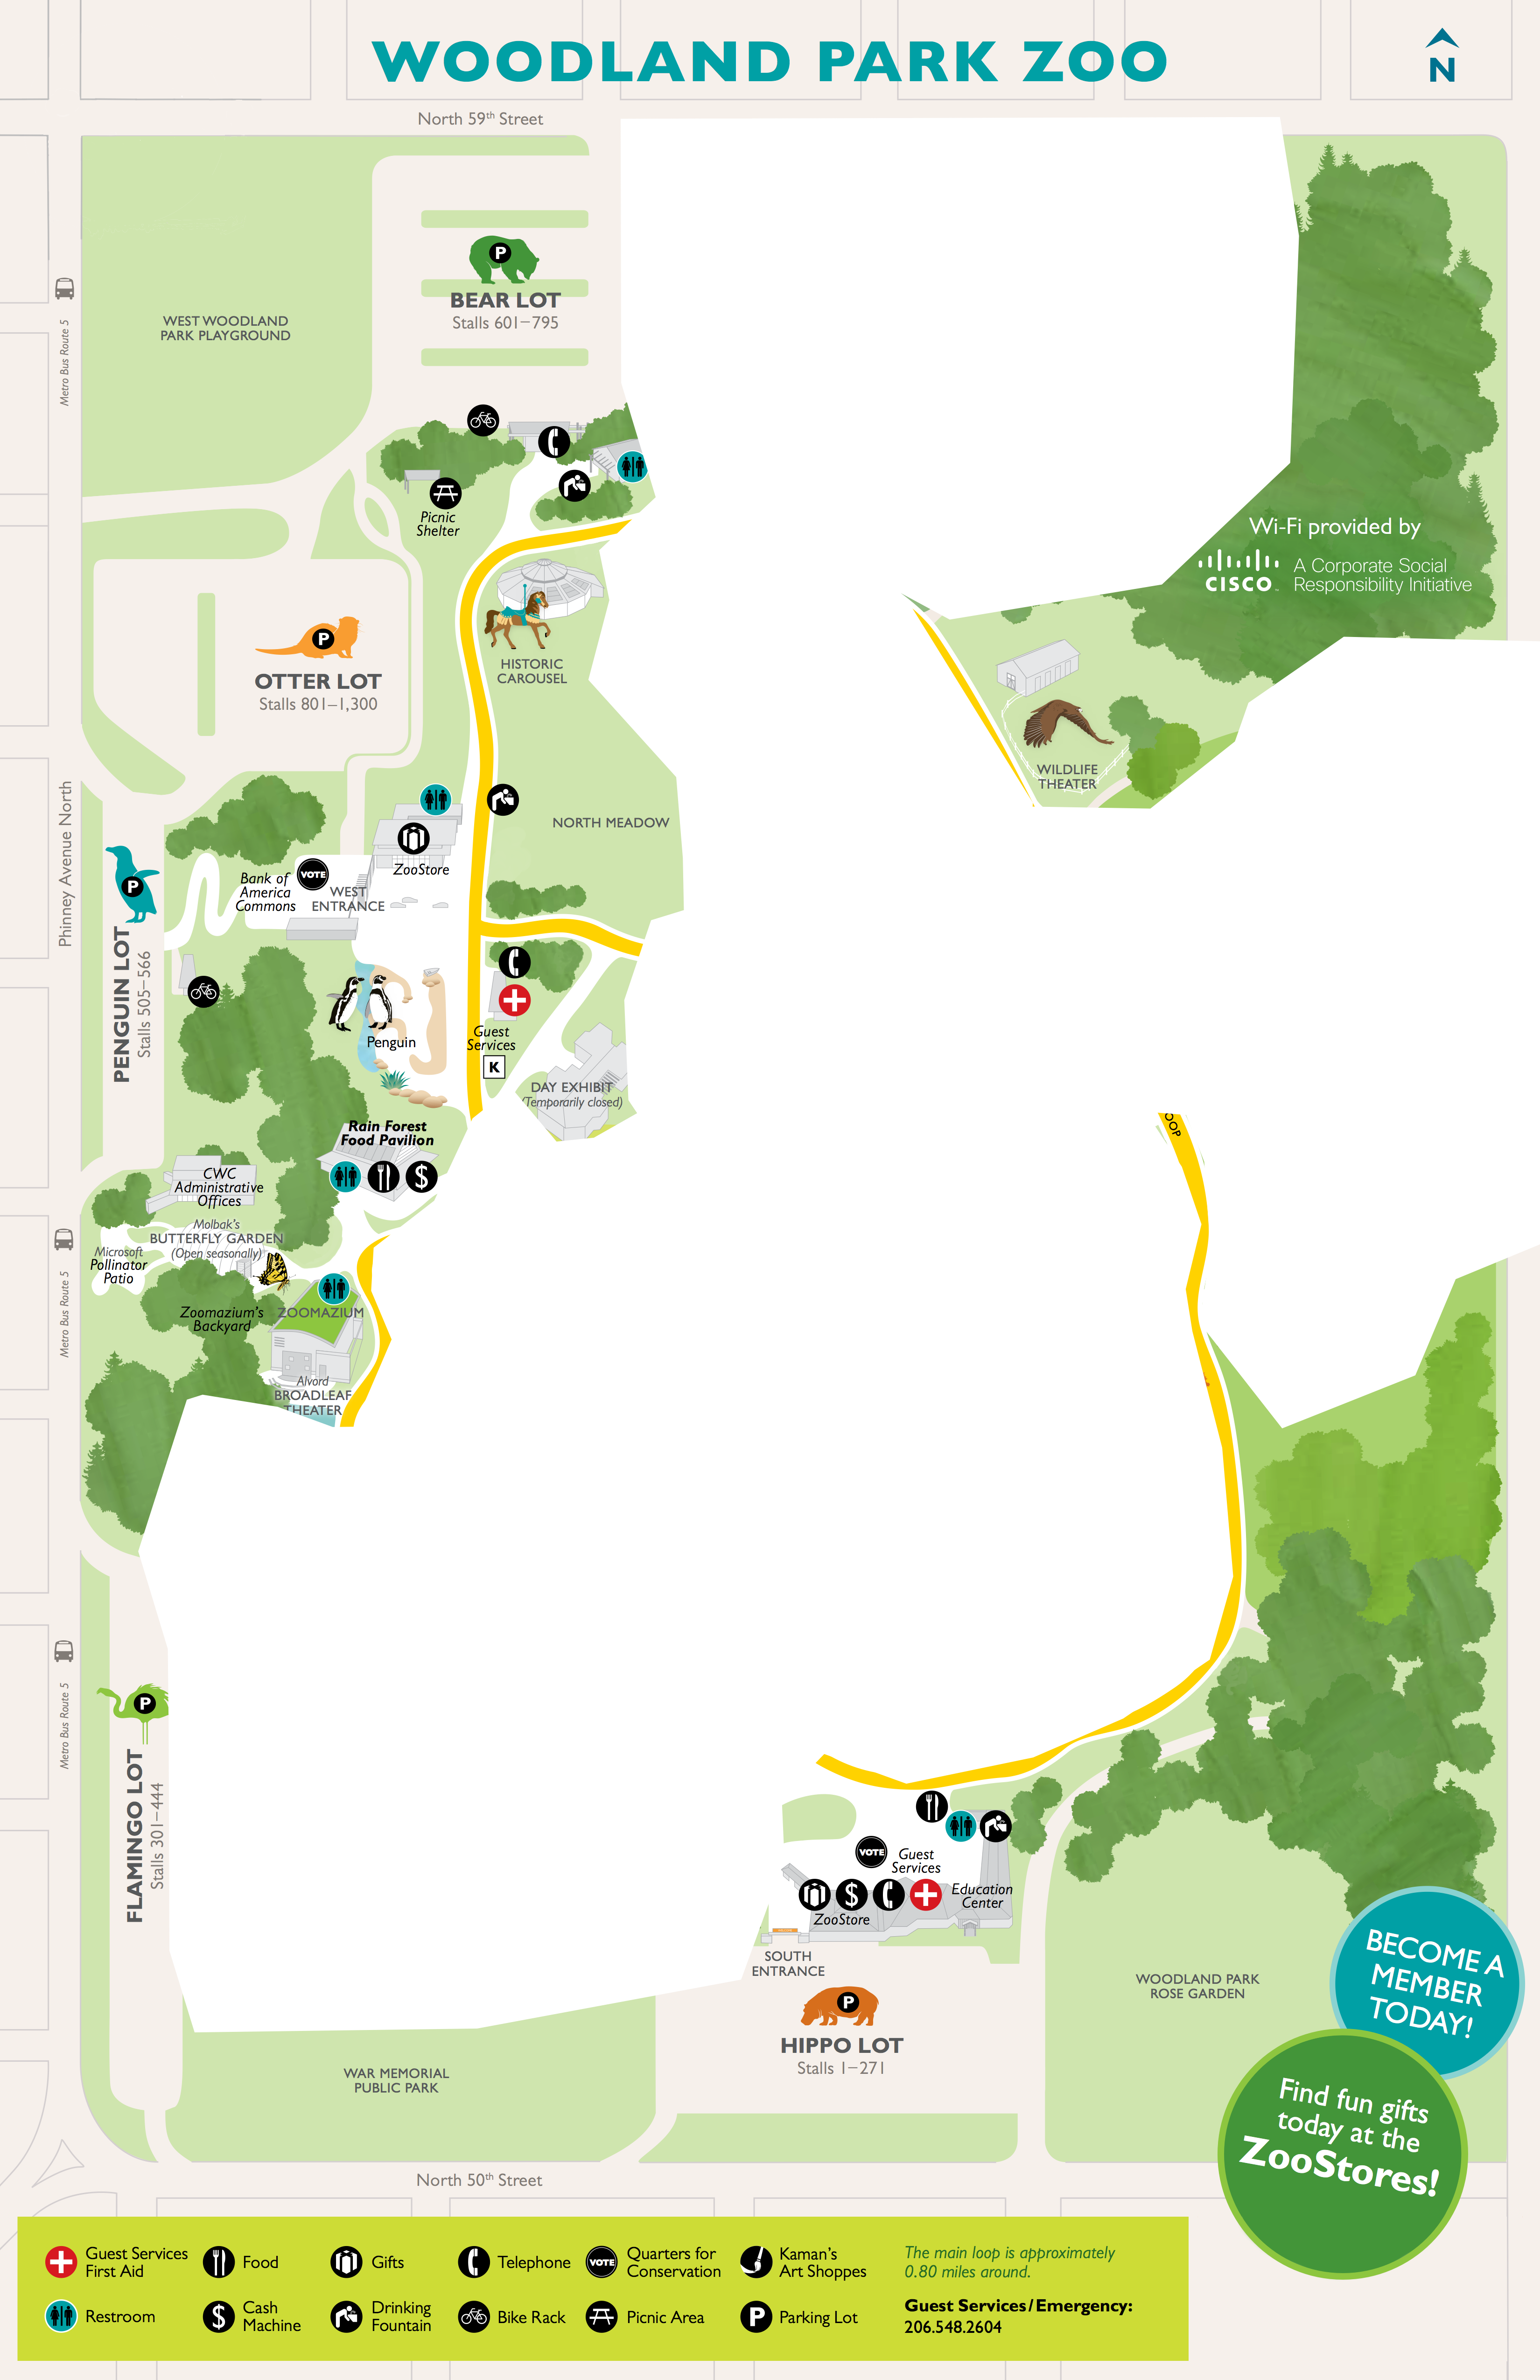 WOODLAND PARK ZOO
N
North 59th Street
P
BEAR LOT
Stalls 601–795
WEST WOODLAND
PARK PLAYGROUND
Metro Bus Route 5
Picnic
Shelter
Wi-Fi provided by
CISCO
A Corporate Social
Responsibility Initiative
P
OTTER LOT
Stalls 801–1,300
HISTORIC
CAROUSEL
WILDLIFE
THEATER
NORTH MEADOW
ZooStore
VOTE
Bank of
America
Commons
WEST
ENTRANCE
Phinney Avenue North
P
PENGUIN LOT
Stalls 505–566
Penguin
Guest
Services
K
DAY EXHIBIT
(Temporarily closed)
Rain Forest
Food Pavilion
$
OOP
CWC
Administrative
Offices
Molbak's
BUTTERFLY GARDEN
(Open seasonally)
Microsoft
Pollinator
Patio
Metro Bus Route 5
Zoomazium's
Backyard
ZOOMAZIUM
Alvord
BROADLEAF
THEATER
Metro Bus Route 5
P
FLAMINGO LOT
Stalls 301–444
VOTE
Guest
Services
$
ZooStore
Education
Center
SOUTH
ENTRANCE
P
HIPPO LOT
Stalls 1–271
WOODLAND PARK
ROSE GARDEN
BECOME A
MEMBER
TODAY!
WAR MEMORIAL
PUBLIC PARK
Find fun gifts
today at the
ZooStores!
North 50th Street
Guest Services
First Aid
Food
Gifts
Telephone
VOTE
Quarters for
Conservation
Kaman's
Art Shoppes
The main loop is approximately
0.80 miles around.
Restroom
$
Cash
Machine
Drinking
Fountain
Bike Rack
Picnic Area
P
Parking Lot
Guest Services/Emergency:
206.548.2604